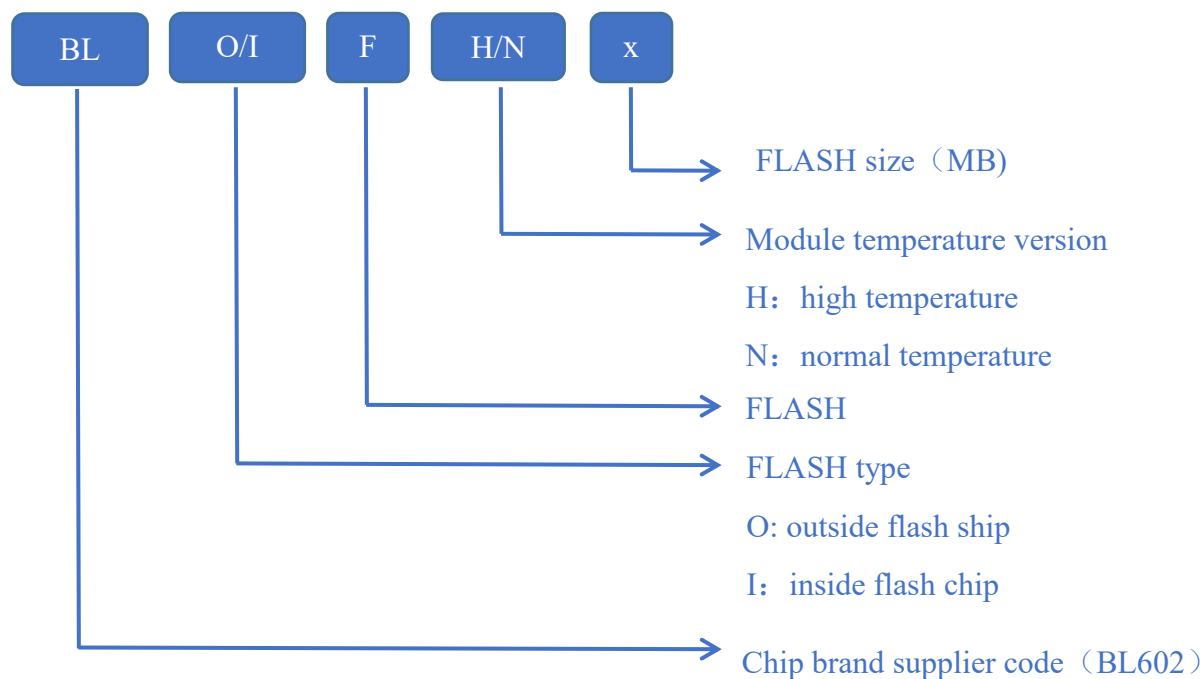 BL O/I F H/N x
FLASH size（MB)
Module temperature version
H：high temperature
N：normal temperature
FLASH
FLASH type
O: outside flash ship
I：inside flash chip
Chip brand supplier code（BL602）